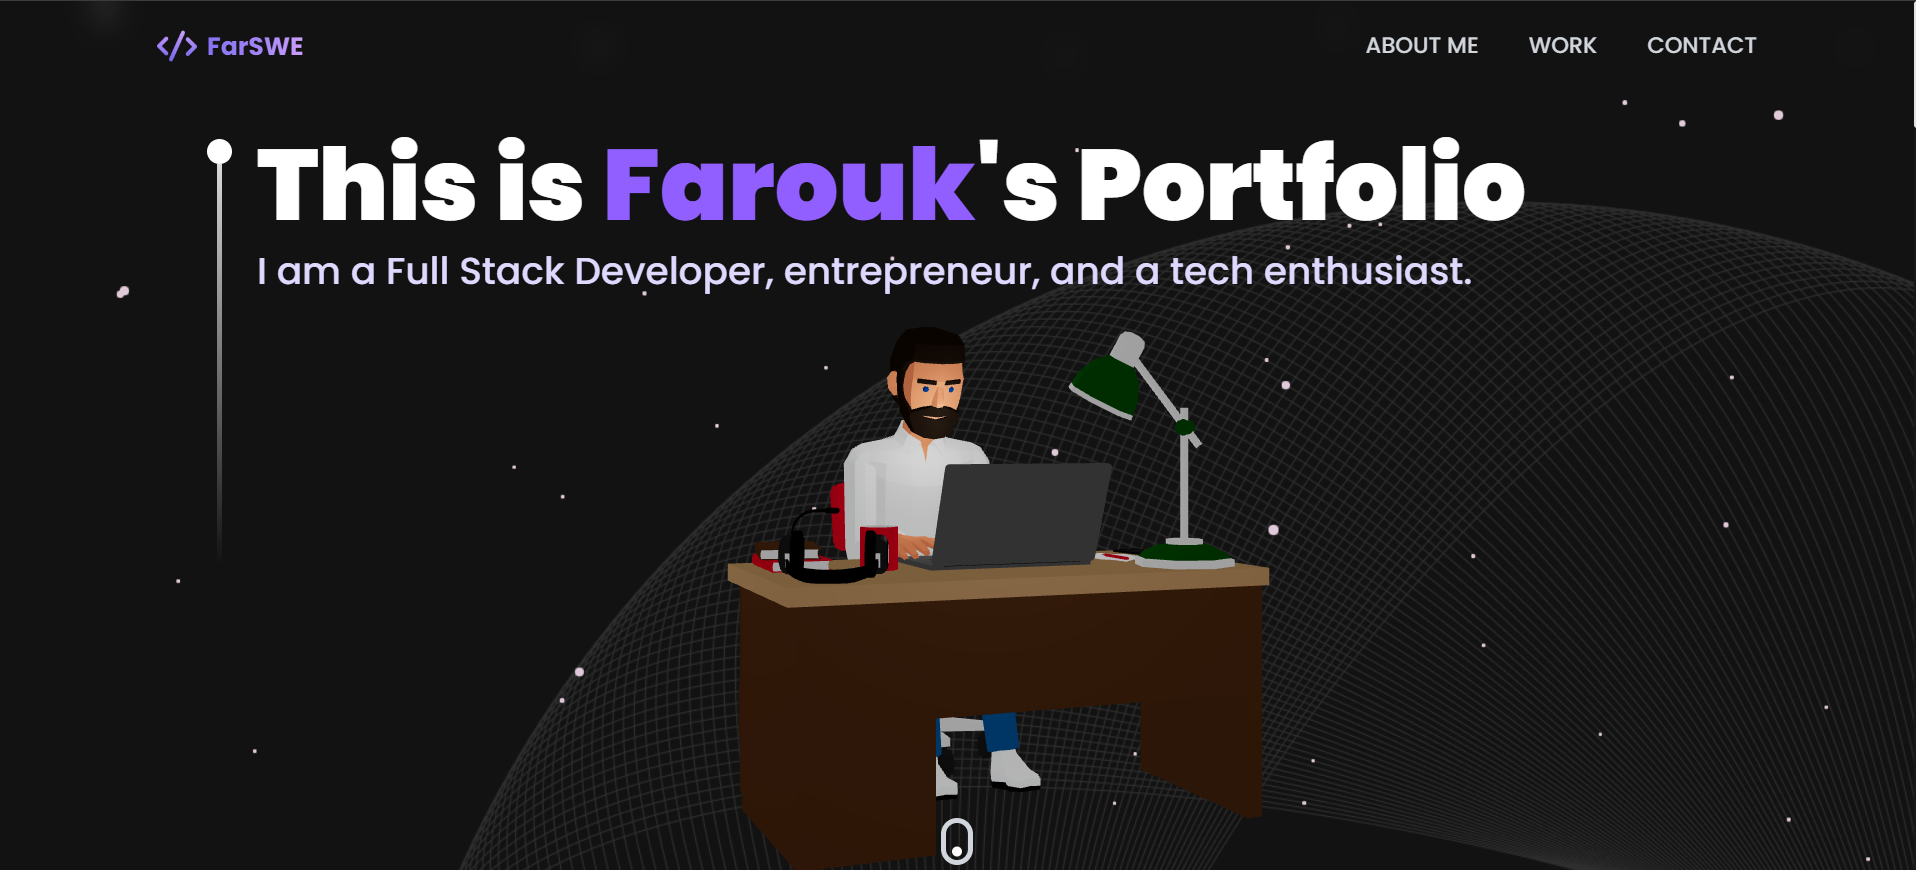 FarSWE
ABOUT ME WORK CONTACT
This is Farouk's Portfolio
I am a Full Stack Developer, entrepreneur, and a tech enthusiast.